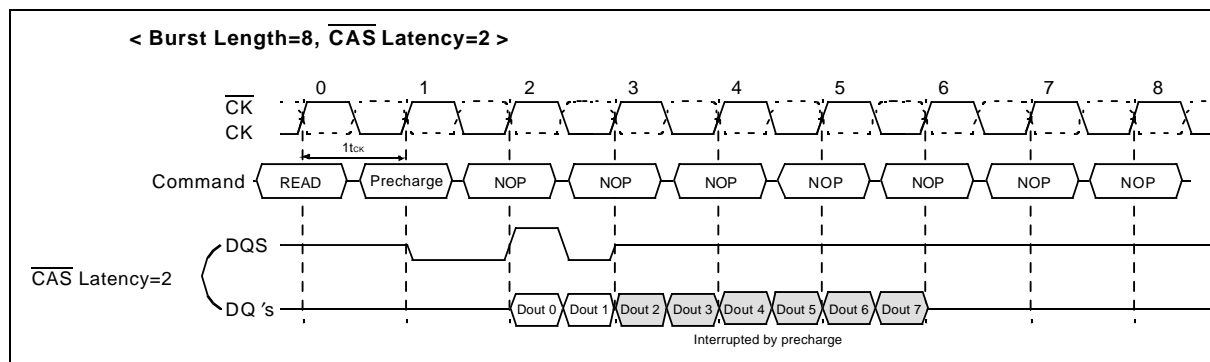 < Burst Length=8, CAS Latency=2 >
0 1 2 3 4 5 6 7 8
CK
CK
1tCK
Command READ Precharge NOP NOP NOP NOP NOP NOP NOP
DQS
CAS Latency=2
DQ 's Dout 0 Dout 1 Dout 2 Dout 3 Dout 4 Dout 5 Dout 6 Dout 7
Interrupted by precharge